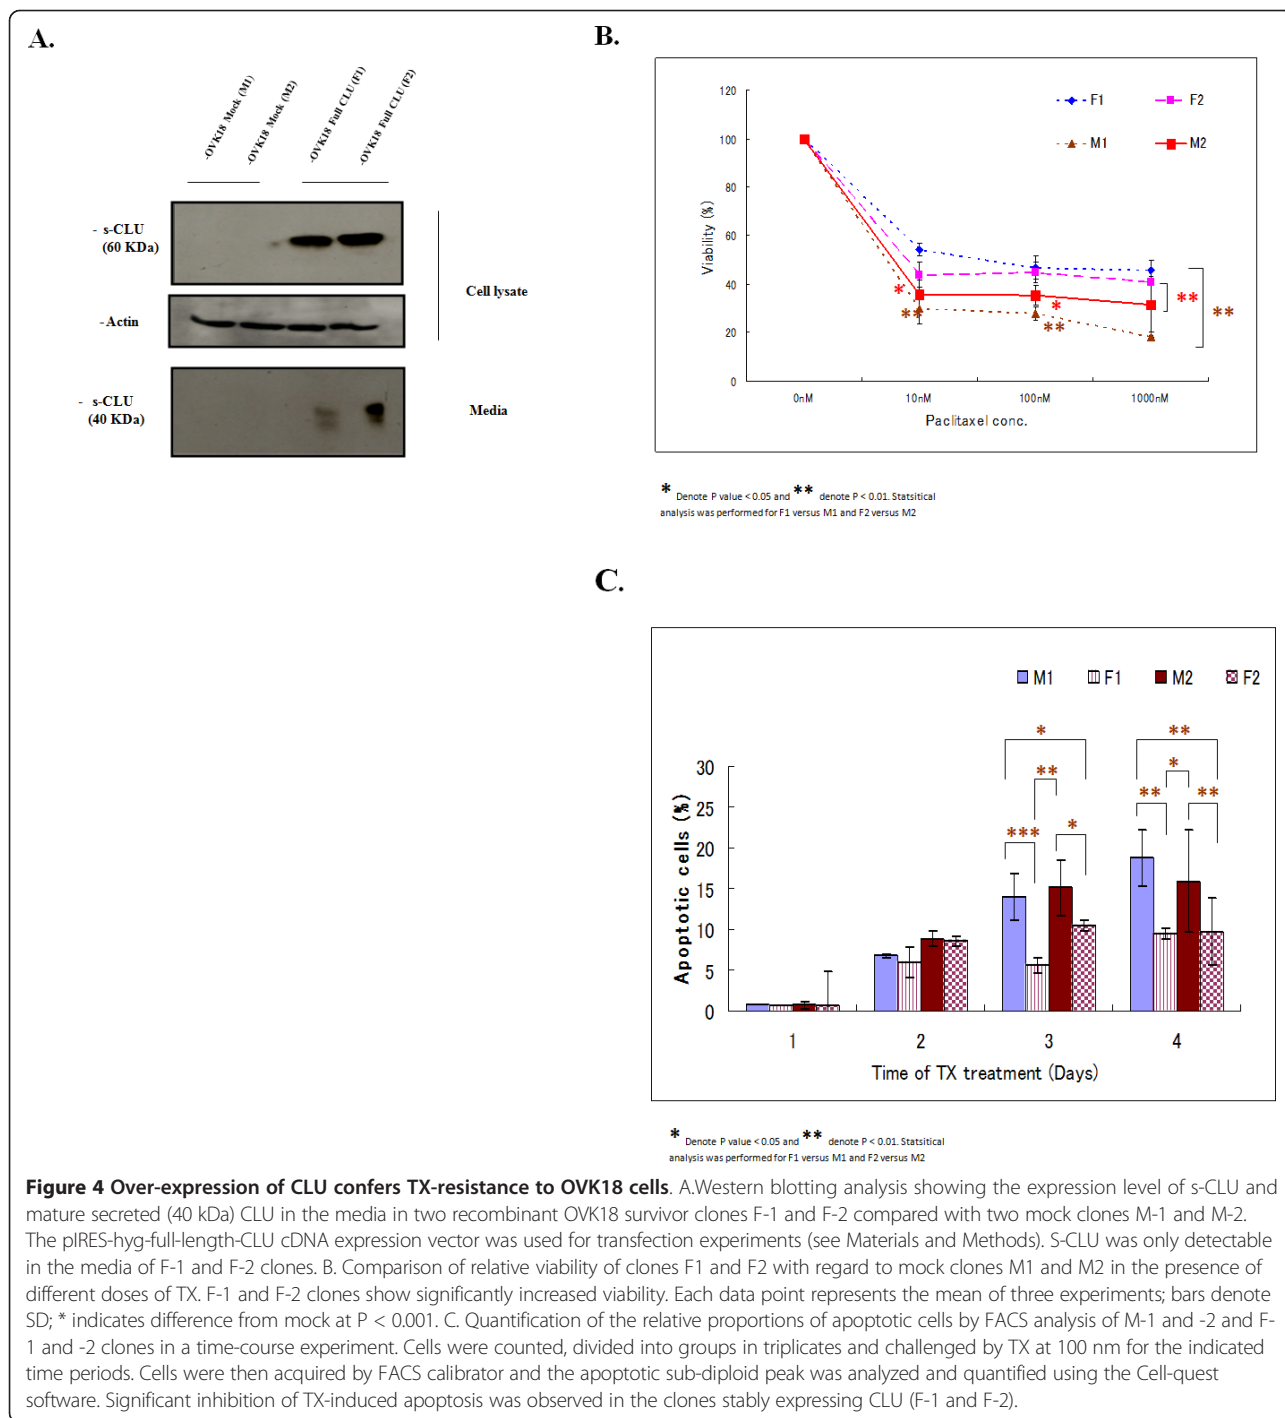 A.
-OVK18 Mock (M1)
-OVK18 Mock (M2)
-OVK18 Full CLU (F1)
-OVK18 Full CLU (F2)
- s-CLU
(60 KDa)
-Actin
Cell lysate
- s-CLU
(40 KDa)
Media
B.
120
100
80
60
40
20
0
Viability (%)
F1
F2
M1
M2
*
**
*
**
**
**
0nM
10nM
100nM
1000nM
Paclitaxel conc.
* Denote P value < 0.05 and ** denote P < 0.01. Statsitical
analysis was performed for F1 versus M1 and F2 versus M2
C.
M1
F1
M2
F2
30
25
20
15
10
5
0
Apoptotic cells (%)
*
**
***
*
**
*
**
**
1
2
3
4
Time of TX treatment (Days)
* Denote P value < 0.05 and ** denote P < 0.01. Statsitical
analysis was performed for F1 versus M1 and F2 versus M2
Figure 4 Over-expression of CLU confers TX-resistance to OVK18 cells. A.Western blotting analysis showing the expression level of s-CLU and
mature secreted (40 kDa) CLU in the media in two recombinant OVK18 survivor clones F-1 and F-2 compared with two mock clones M-1 and M-2.
The pIRES-hyg-full-length-CLU cDNA expression vector was used for transfection experiments (see Materials and Methods). S-CLU was only detectable
in the media of F-1 and F-2 clones. B. Comparison of relative viability of clones F1 and F2 with regard to mock clones M1 and M2 in the presence of
different doses of TX. F-1 and F-2 clones show significantly increased viability. Each data point represents the mean of three experiments; bars denote
SD; * indicates difference from mock at P < 0.001. C. Quantification of the relative proportions of apoptotic cells by FACS analysis of M-1 and -2 and F-
1 and -2 clones in a time-course experiment. Cells were counted, divided into groups in triplicates and challenged by TX at 100 nm for the indicated
time periods. Cells were then acquired by FACS calibrator and the apoptotic sub-diploid peak was analyzed and quantified using the Cell-quest
software. Significant inhibition of TX-induced apoptosis was observed in the clones stably expressing CLU (F-1 and F-2).